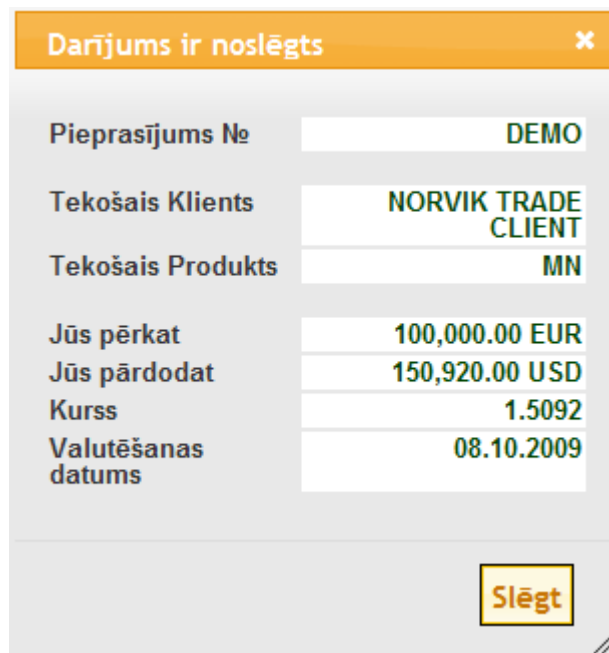 Darījums ir noslēgts ×
Pieprasījums № DEMO
Tekošais Klients NORVIK TRADE
CLIENT
Tekošais Produkts MN
Jūs pērkat 100,000.00 EUR
Jūs pārdodat 150,920.00 USD
Kurss 1.5092
Valutēšanas 08.10.2009
datums
Slēgt